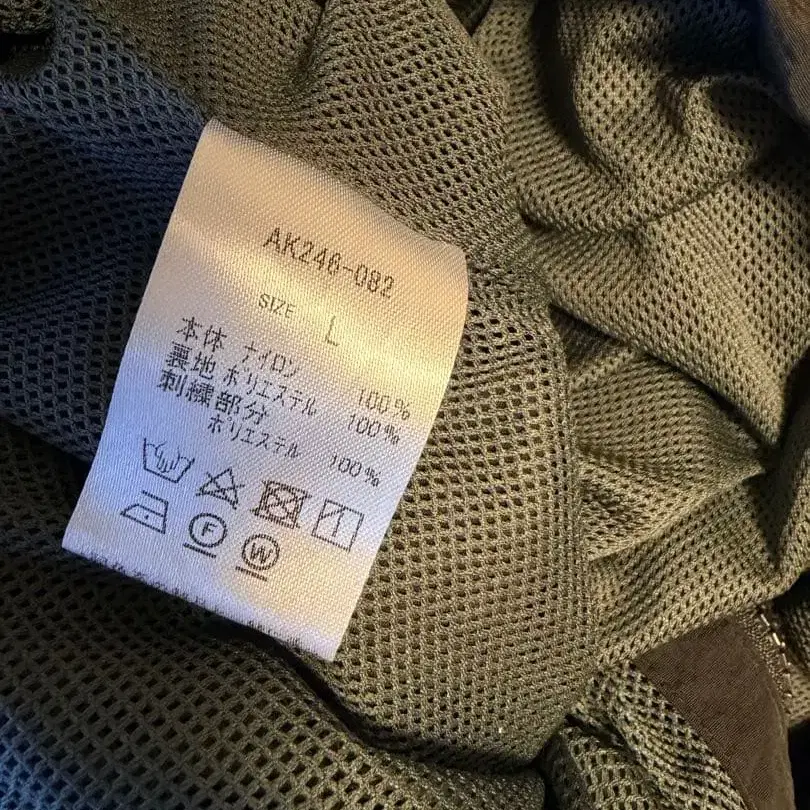 AK246-082
SIZE L
本体 ナイロン 100%
裏地 ポリエステル 100%
刺繍部分
ポリエステル 100%
F W